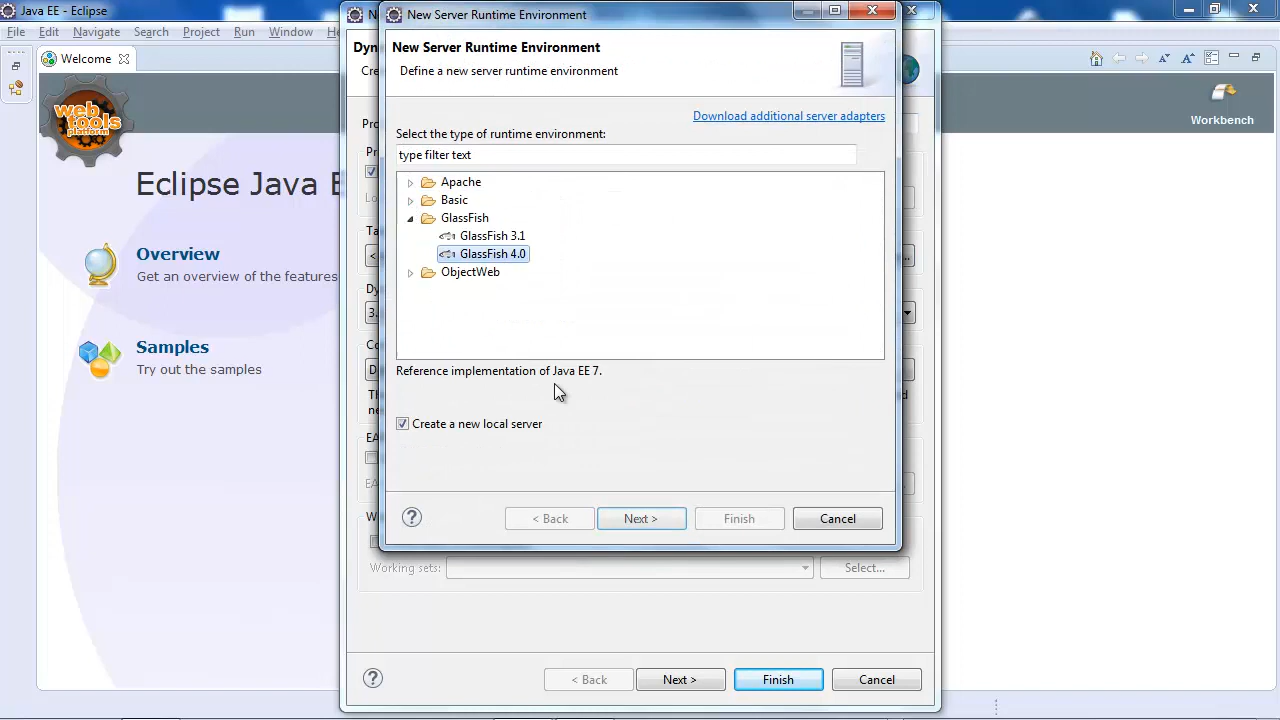 Java EE - Eclipse
File Edit Navigate Search Project Run Window
Welcome
web tools platform
Workbench
Eclipse Java E
Overview
Get an overview of the features
Samples
Try out the samples
New Server Runtime Environment
New Server Runtime Environment
Define a new server runtime environment
Download additional server adapters
Select the type of runtime environment:
type filter text
Apache
Basic
GlassFish
GlassFish 3.1
GlassFish 4.0
ObjectWeb
Reference implementation of Java EE 7.
Create a new local server
< Back Next > Finish Cancel
Working sets: Select...
< Back Next > Finish Cancel